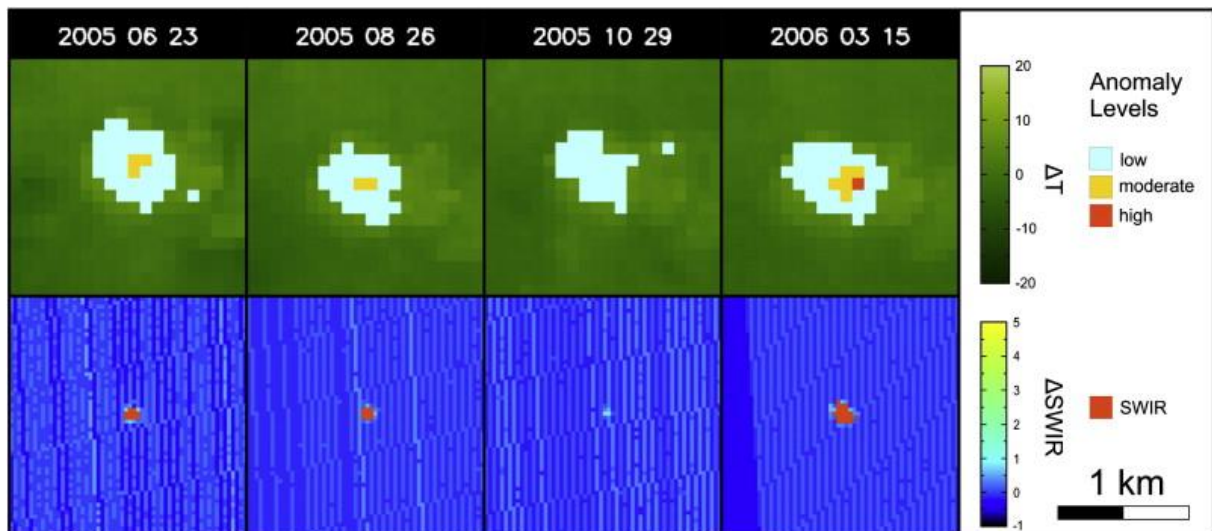 2005 06 23
2005 08 26
2005 10 29
2006 03 15
20
10
0
-10
-20
ΔT
Anomaly
Levels
low
moderate
high
5
4
3
2
1
0
-1
ΔSWIR
SWIR
1 km